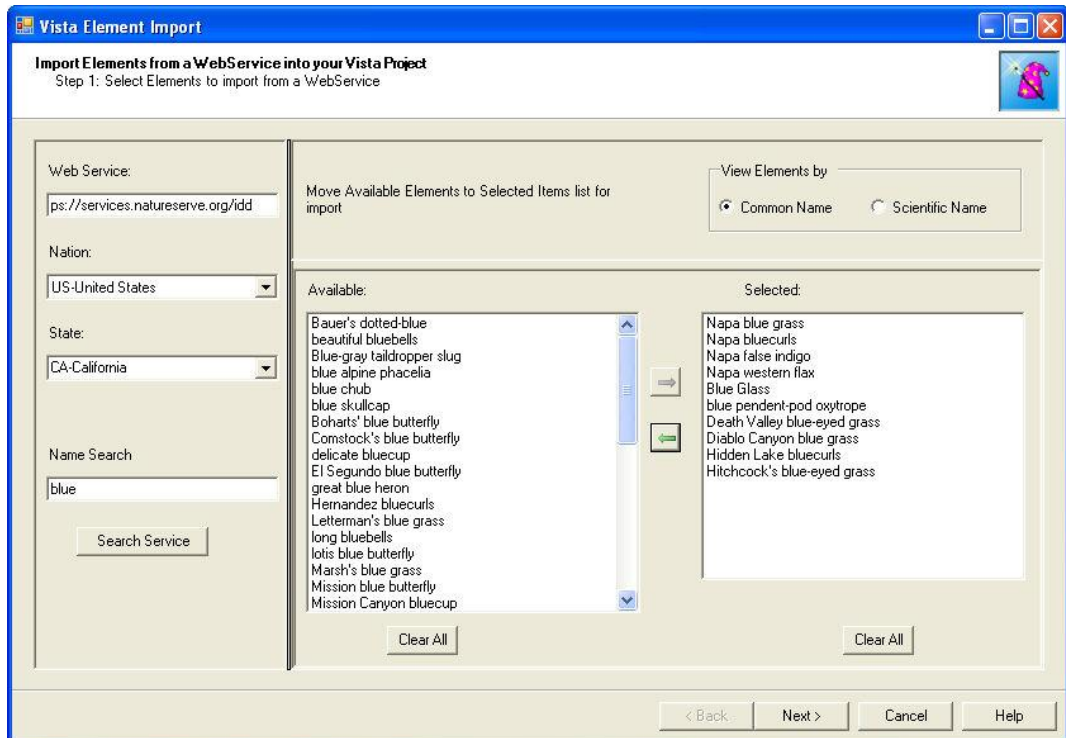 Vista Element Import
Import Elements from a WebService into your Vista Project
Step 1: Select Elements to import from a WebService
Web Service:
ps://services.natureserve.org/idd
Nation:
US-United States
State:
CA-California
Name Search
blue
Search Service
Move Available Elements to Selected Items list for
import
View Elements by
Common Name
Scientific Name
Available:
Bauer's dotted-blue
beautiful bluebells
Blue-gray taildropper slug
blue alpine phacelia
blue chub
blue skullcap
Boharts' blue butterfly
Comstock's blue butterfly
delicate bluecup
El Segundo blue butterfly
great blue heron
Hernandez bluecurls
Letterman's blue grass
long bluebells
lotis blue butterfly
Marsh's blue grass
Mission blue butterfly
Mission Canyon bluecup
Clear All
Selected:
Napa blue grass
Napa bluecurls
Napa false indigo
Napa western flax
Blue Glass
blue pendent-pod oxytrope
Death Valley blue-eyed grass
Diablo Canyon blue grass
Hidden Lake bluecurls
Hitchcock's blue-eyed grass
Clear All
< Back
Next >
Cancel
Help